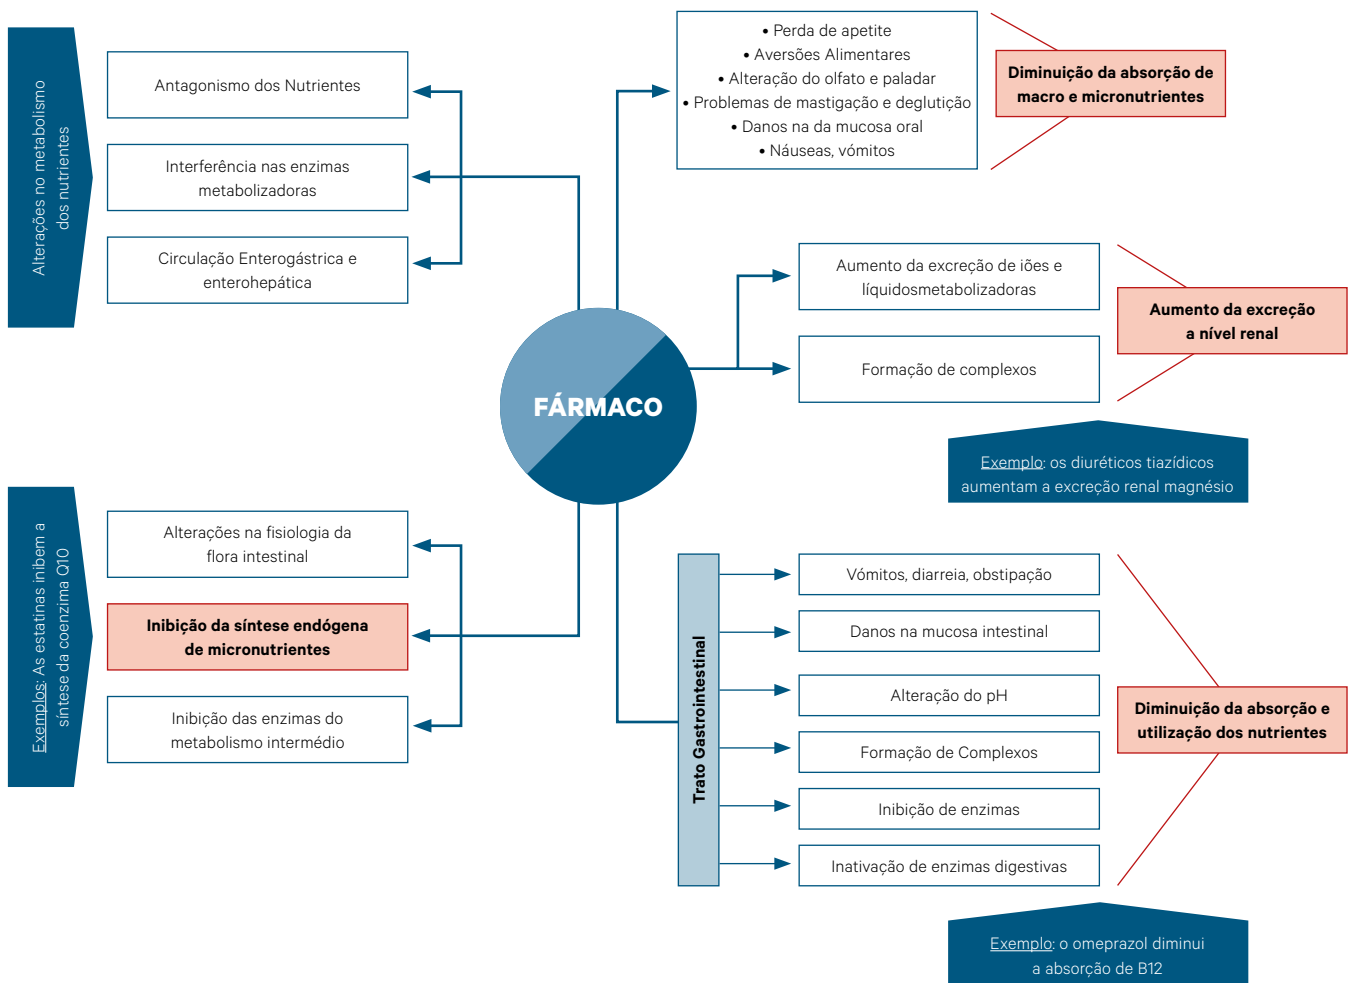 Alterações no metabolismo
dos nutrientes
Antagonismo dos Nutrientes
Interferência nas enzimas
metabolizadoras
Circulação Enterogástrica e
enterohepática
• Perda de apetite
• Aversões Alimentares
• Alteração do olfato e paladar
• Problemas de mastigação e deglutição
• Danos na da mucosa oral
• Náuseas, vómitos
Diminuição da absorção de
macro e micronutrientes
Aumento da excreção de iões e
líquidosmetabolizadoras
Formação de complexos
Aumento da excreção
a nível renal
Exemplo: os diuréticos tiazídicos
aumentam a excreção renal magnésio
FÁRMACO
Exemplos: As estatinas inibem a
síntese da coenzima Q10
Alterações na fisiologia da
flora intestinal
Inibição da síntese endógena
de micronutrientes
Inibição das enzimas do
metabolismo intermédio
Trato Gastrointestinal
Vómitos, diarreia, obstipação
Danos na mucosa intestinal
Alteração do pH
Formação de Complexos
Inibição de enzimas
Inativação de enzimas digestivas
Diminuição da absorção e
utilização dos nutrientes
Exemplo: o omeprazol diminui
a absorção de B12